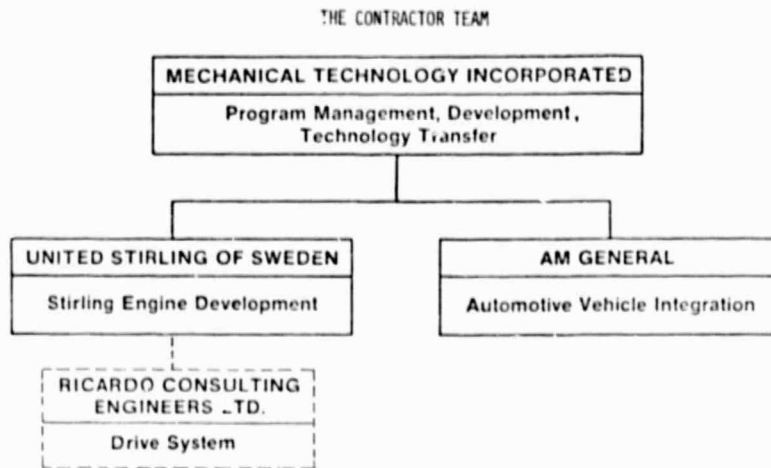 THE CONTRACTOR TEAM
MECHANICAL TECHNOLOGY INCORPORATED
Program Management, Development,
Technology Transfer
UNITED STIRLING OF SWEDEN
Stirling Engine Development
AM GENERAL
Automotive Vehicle Integration
RICARDO CONSULTING
ENGINEERS LTD.
Drive System